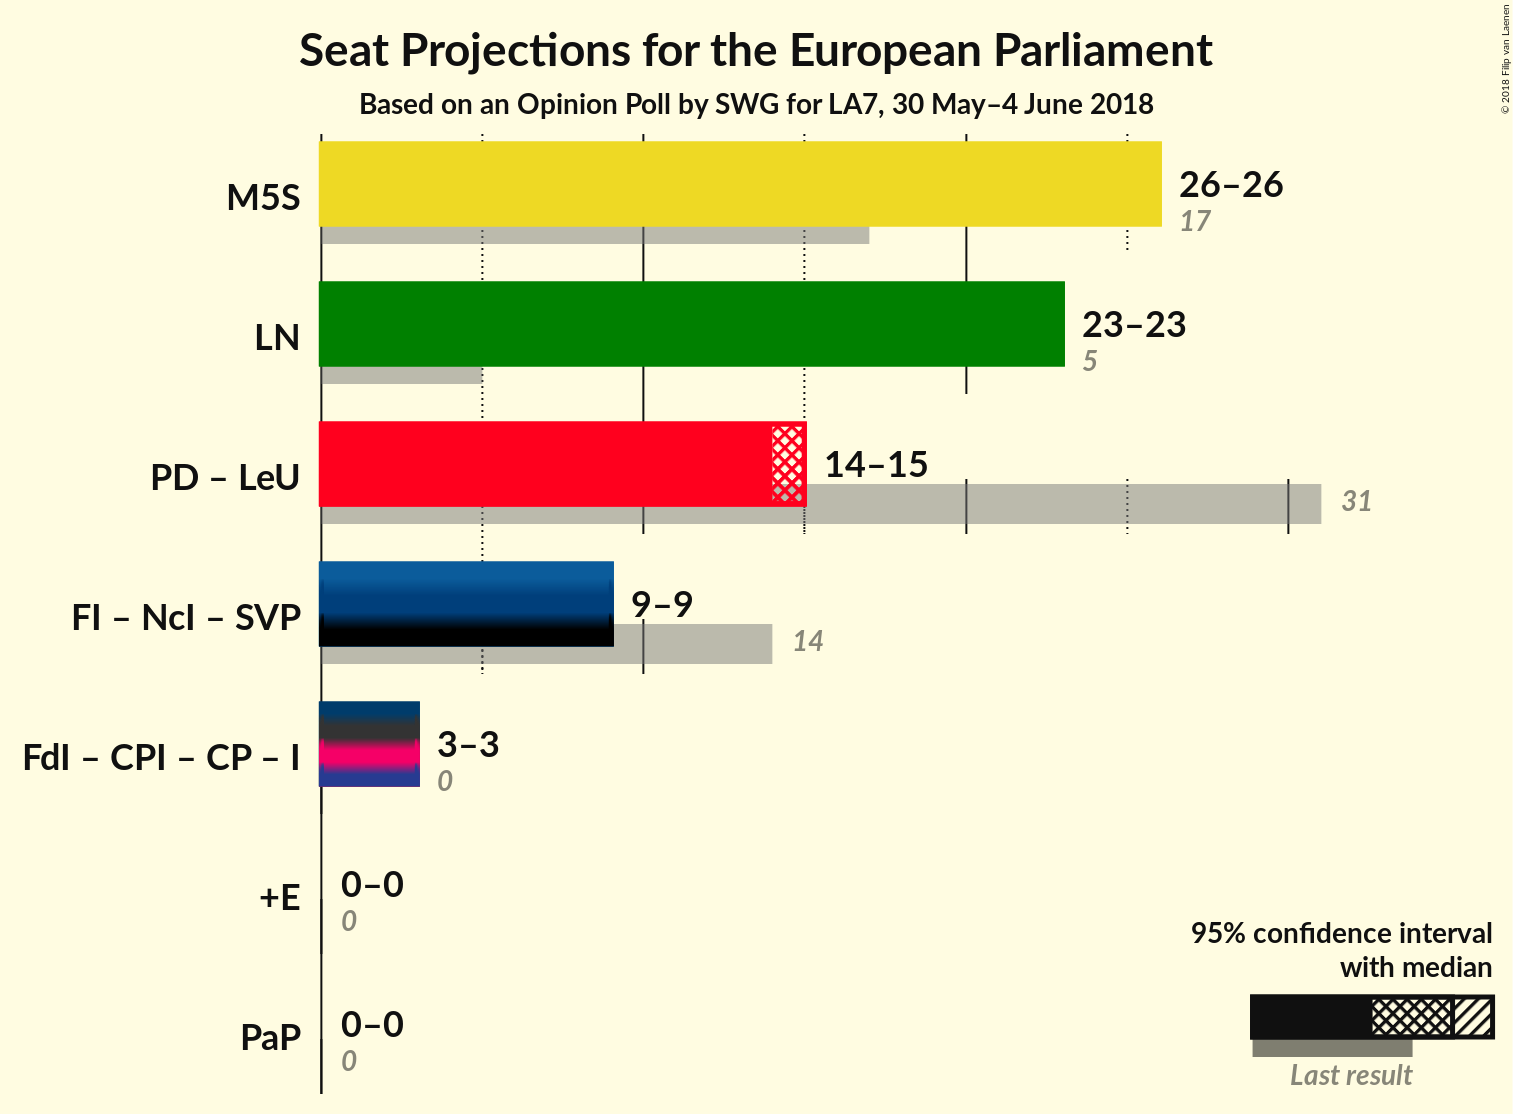 Seat Projections for the European Parliament
Based on an Opinion Poll by SWG for LA7, 30 May–4 June 2018
© 2018 Filip van Laenen
M5S
26–26
17
LN
23–23
5
PD – LeU
14–15
31
FI – NcI – SVP
9–9
14
FdI – CPI – CP – I
3–3
0
+E
0–0
0
PaP
0–0
0
95% confidence interval
with median
Last result